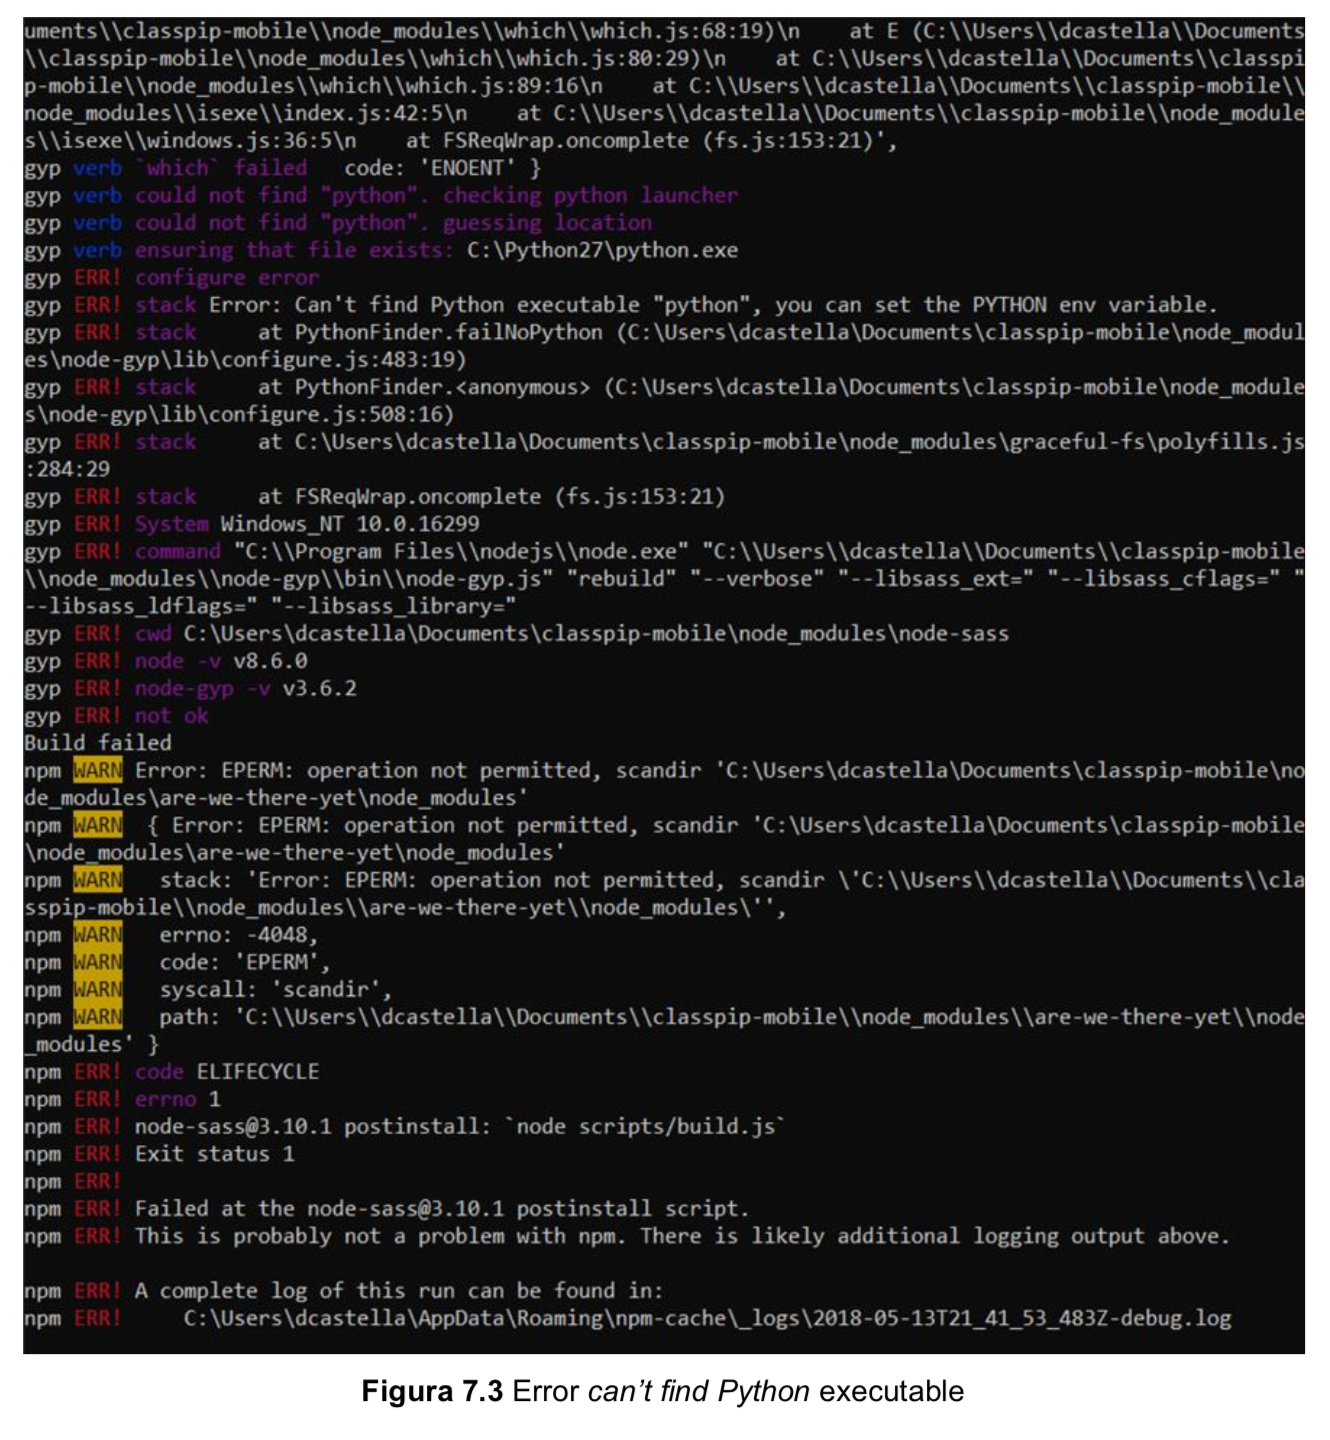 uments\\classpip-mobile\\node_modules\\which\\which.js:68:19)\n    at E (C:\\Users\\dcastella\\Documents
\\classpip-mobile\\node_modules\\which\\which.js:80:29)\n    at C:\\Users\\dcastella\\Documents\\classpi
p-mobile\\node_modules\\which\\which.js:89:16\n    at C:\\Users\\dcastella\\Documents\\classpip-mobile\\
node_modules\\isexe\\index.js:42:5\n    at C:\\Users\\dcastella\\Documents\\classpip-mobile\\node_module
s\\isexe\\windows.js:36:5\n    at FSReqWrap.oncomplete (fs.js:153:21)',
gyp verb `which` failed   code: 'ENOENT' }
gyp verb could not find "python". checking python launcher
gyp verb could not find "python". guessing location
gyp verb ensuring that file exists: C:\Python27\python.exe
gyp ERR! configure error
gyp ERR! stack Error: Can't find Python executable "python", you can set the PYTHON env variable.
gyp ERR! stack     at PythonFinder.failNoPython (C:\Users\dcastella\Documents\classpip-mobile\node_modul
es\node-gyp\lib\configure.js:483:19)
gyp ERR! stack     at PythonFinder.<anonymous> (C:\Users\dcastella\Documents\classpip-mobile\node_module
s\node-gyp\lib\configure.js:508:16)
gyp ERR! stack     at C:\Users\dcastella\Documents\classpip-mobile\node_modules\graceful-fs\polyfills.js
:284:29
gyp ERR! stack     at FSReqWrap.oncomplete (fs.js:153:21)
gyp ERR! System Windows_NT 10.0.16299
gyp ERR! command "C:\\Program Files\\nodejs\\node.exe" "C:\\Users\\dcastella\\Documents\\classpip-mobile
\\node_modules\\node-gyp\\bin\\node-gyp.js" "rebuild" "--verbose" "--libsass_ext=" "--libsass_cflags=" "
--libsass_ldflags=" "--libsass_library="
gyp ERR! cwd C:\Users\dcastella\Documents\classpip-mobile\node_modules\node-sass
gyp ERR! node -v v8.6.0
gyp ERR! node-gyp -v v3.6.2
gyp ERR! not ok
Build failed
npm WARN Error: EPERM: operation not permitted, scandir 'C:\Users\dcastella\Documents\classpip-mobile\no
de_modules\are-we-there-yet\node_modules'
npm WARN  { Error: EPERM: operation not permitted, scandir 'C:\Users\dcastella\Documents\classpip-mobile
\node_modules\are-we-there-yet\node_modules'
npm WARN   stack: 'Error: EPERM: operation not permitted, scandir \'C:\\Users\\dcastella\\Documents\\cla
sspip-mobile\\node_modules\\are-we-there-yet\\node_modules\'',
npm WARN   errno: -4048,
npm WARN   code: 'EPERM',
npm WARN   syscall: 'scandir',
npm WARN   path: 'C:\\Users\\dcastella\\Documents\\classpip-mobile\\node_modules\\are-we-there-yet\\node
_modules' }
npm ERR! code ELIFECYCLE
npm ERR! errno 1
npm ERR! node-sass@3.10.1 postinstall: `node scripts/build.js`
npm ERR! Exit status 1
npm ERR!
npm ERR! Failed at the node-sass@3.10.1 postinstall script.
npm ERR! This is probably not a problem with npm. There is likely additional logging output above.
npm ERR! A complete log of this run can be found in:
npm ERR!     C:\Users\dcastella\AppData\Roaming\npm-cache\_logs\2018-05-13T21_41_53_483Z-debug.log
Figura 7.3 Error can’t find Python executable